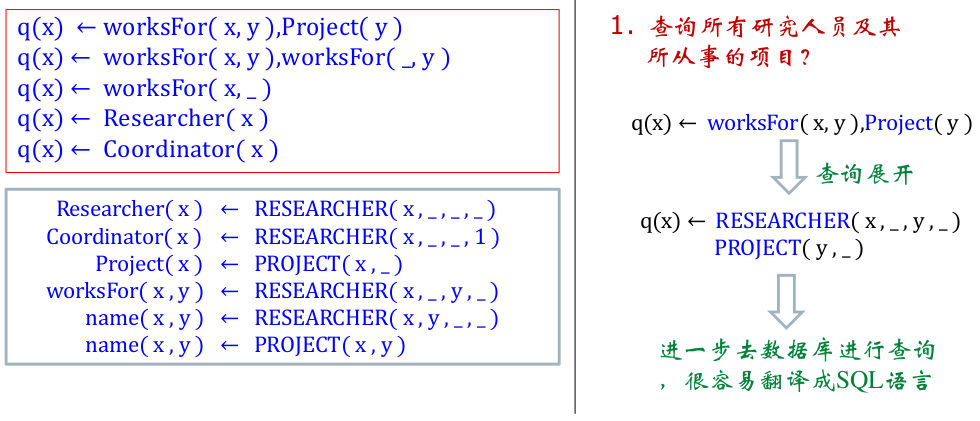 q(x) ← worksFor( x, y ),Project( y )
q(x) ← worksFor( x, y ),worksFor( _, y )
q(x) ← worksFor( x, _ )
q(x) ← Researcher( x )
q(x) ← Coordinator( x )
Researcher( x ) ← RESEARCHER( x , _ , _ , _ )
Coordinator( x ) ← RESEARCHER( x , _ , _ , 1 )
Project( x ) ← PROJECT( x , _ )
worksFor( x , y ) ← RESEARCHER( x , _ , y , _ )
name( x , y ) ← RESEARCHER( x , y , _ , _ )
name( x , y ) ← PROJECT( x , y )
1. 查询所有研究人员及其
所从事的项目?
q(x) ← worksFor( x, y ),Project( y )
查询展开
q(x) ← RESEARCHER( x , _ , y , _ )
PROJECT( y , _ )
进一步去数据库进行查询
，很容易翻译成SQL语言